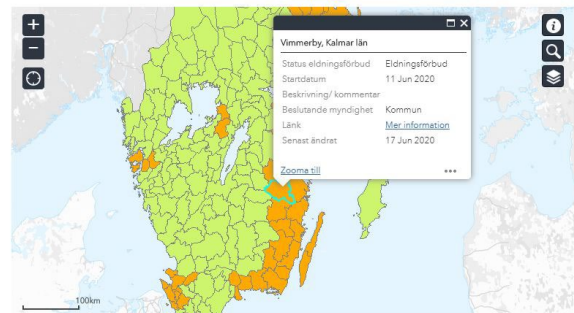 Vimmerby, Kalmar län
Status eldningsförbud Eldningsförbud
Startdatum 11 Jun 2020
Beskrivning/ kommentar
Beslutande myndighet Kommun
Länk Mer information
Senast ändrat 17 Jun 2020
Zooma till
100km